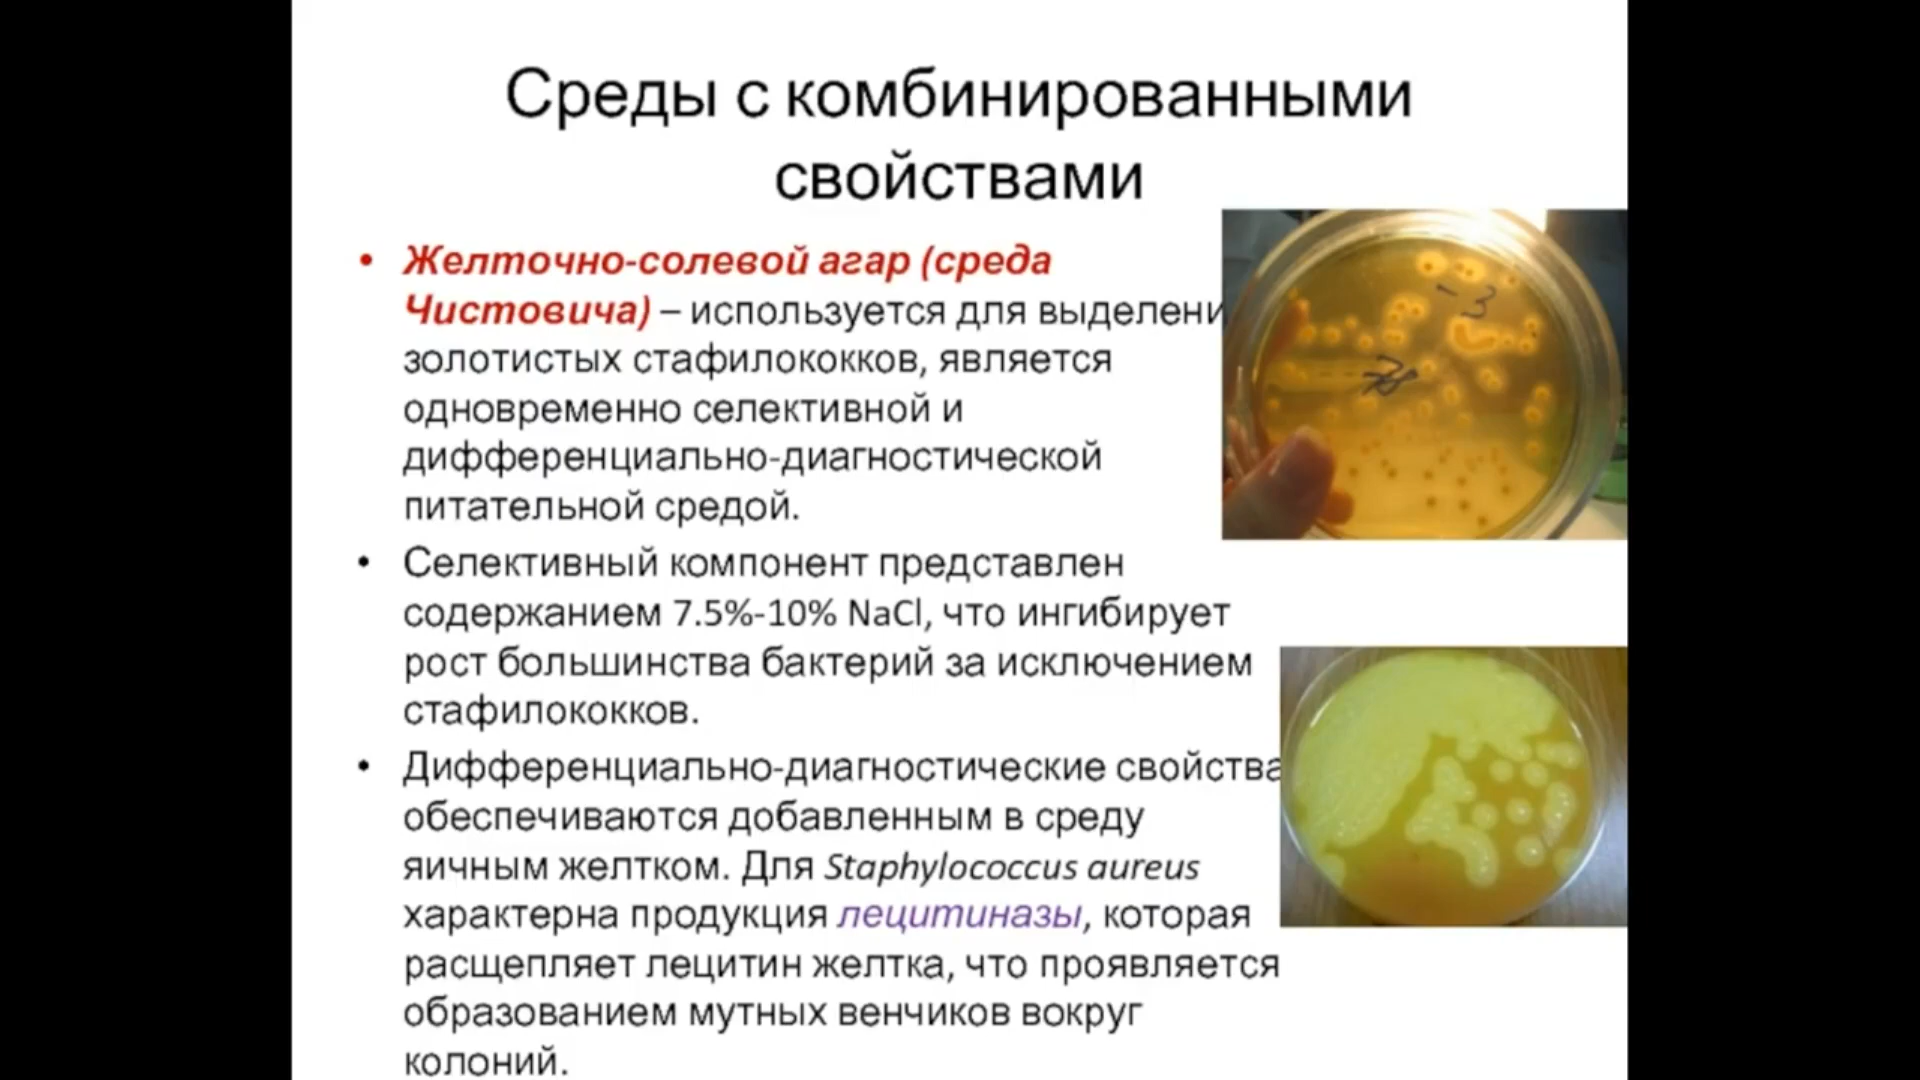 Среды с комбинированными
свойствами
• Желточно-солевой агар (среда
Чистовича) – используется для выделени
золотистых стафилококков, является
одновременно селективной и
дифференциально-диагностической
питательной средой.
• Селективный компонент представлен
содержанием 7.5%-10% NaCl, что ингибирует
рост большинства бактерий за исключением
стафилококков.
• Дифференциально-диагностические свойства
обеспечиваются добавленным в среду
яичным желтком. Для Staphylococcus aureus
характерна продукция лецитиназы, которая
расщепляет лецитин желтка, что проявляется
образованием мутных венчиков вокруг
колоний.